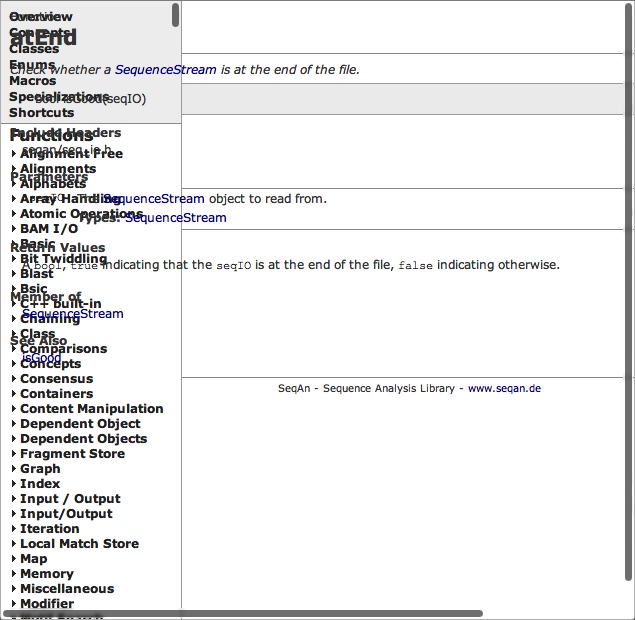 Overview
Concepts
Classes
Enums
Macros
Specializations
Shortcuts
Functions
Alignment Free
Alignments
Alphabets
Array Handling
Atomic Operations
BAM I/O
Basic
Bit Twiddling
Blast
Bsic
C++ built-in
Chaining
Class
Comparisons
Concepts
Consensus
Containers
Content Manipulation
Dependent Object
Dependent Objects
Fragment Store
Graph
Index
Input / Output
Input/Output
Iteration
Local Match Store
Map
Memory
Miscellaneous
Modifier
atEnd
Check whether a SequenceStream is at the end of the file.
bool isGood(seqIO)
Include Headers
seqan/seq_io.h
Parameters
The SequenceStream object to read from.
Types: SequenceStream
Return Values
A bool, true indicating that the seqIO is at the end of the file, false indicating otherwise.
Member of
SequenceStream
See Also
isGood
SeqAn - Sequence Analysis Library - www.seqan.de